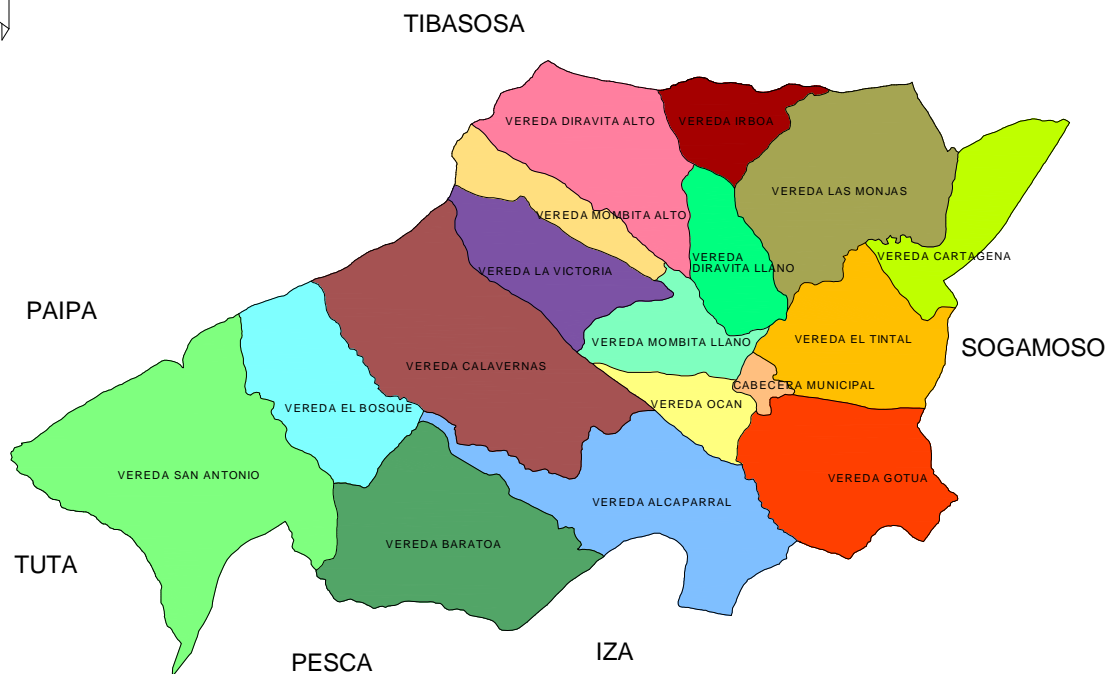 TIBASOSA
VEREDA DIRAVITA ALTO
VEREDA IRBOA
VEREDA LAS MONJAS
VEREDA MOMBITA ALTO
VEREDA
DIRAVITA LLANO
VEREDA CARTAGENA
VEREDA LA VICTORIA
PAIPA
VEREDA MOMBITA LLANO
VEREDA EL TINTAL
SOGAMOSO
VEREDA CALAVERNAS
CABECERA MUNICIPAL
VEREDA EL BOSQUE
VEREDA OCAN
VEREDA SAN ANTONIO
VEREDA GOTUA
VEREDA ALCAPARRAL
VEREDA BARATOA
TUTA
IZA
PESCA